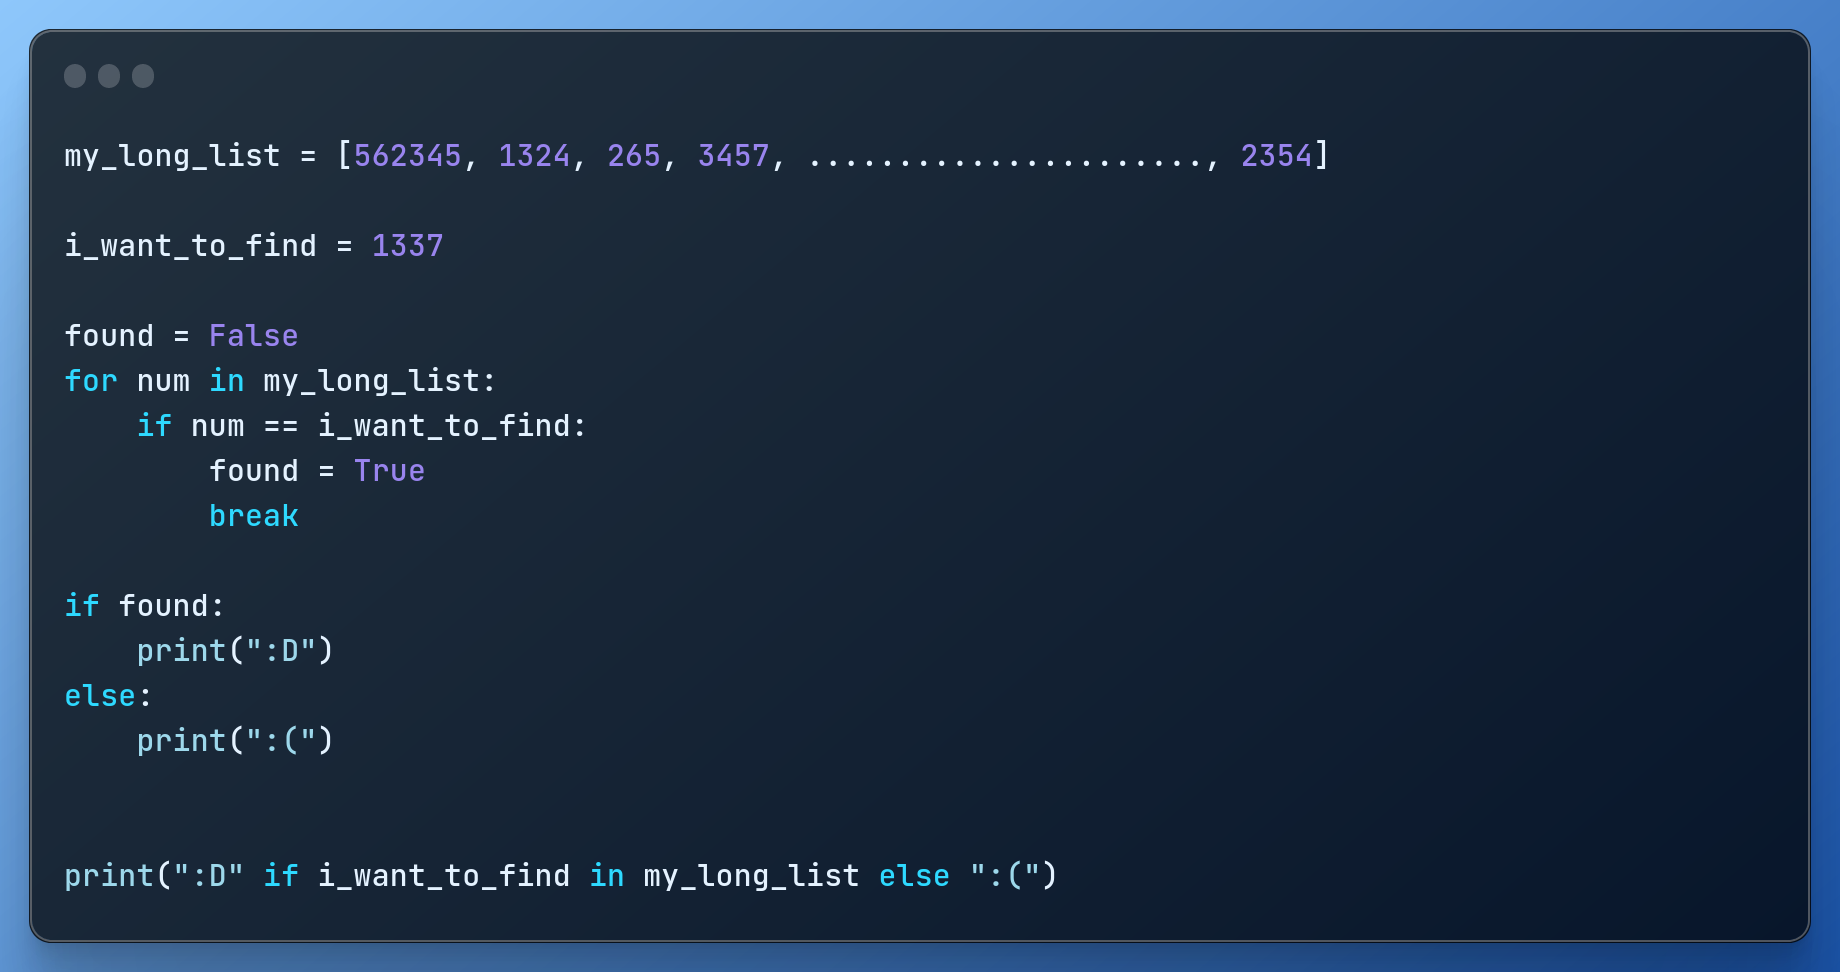 my_long_list = [562345, 1324, 265, 3457, ......................, 2354]
i_want_to_find = 1337
found = False
for num in my_long_list:
    if num == i_want_to_find:
        found = True
        break
if found:
    print(":D")
else:
    print(":(")
print(":D" if i_want_to_find in my_long_list else ":(")